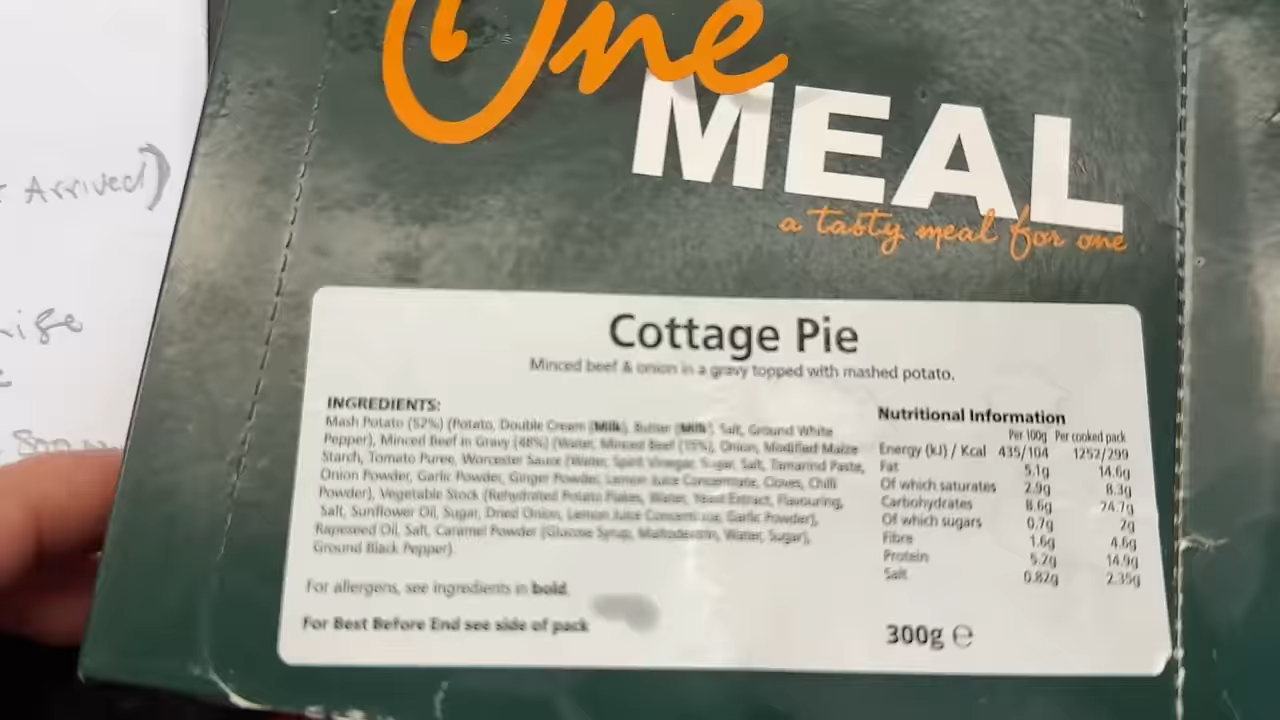 One
MEAL
a tasty meal for one
Arrived)
Cottage Pie
Minced beef & onion in a gravy topped with mashed potato.
INGREDIENTS:
Mash Potato (52%) (Potato, Double Cream (Milk), Butter (Milk), Salt, Ground White
Pepper), Minced Beef in Gravy (48%) (Water, Minced Beef (15%), Onion, Modified Maize
Starch, Tomato Puree, Worcester Sauce (Water, Spirit Vinegar, Sugar, Salt, Tamarind Paste,
Onion Powder, Garlic Powder, Ginger Powder, Lemon Juice Concentrate, Cloves, Chilli
Powder), Vegetable Stock (Rehydrated Potato Flakes, Water, Yeast Extract, Flavouring,
Salt, Sunflower Oil, Sugar, Dried Onion, Lemon Juice Concentrate, Garlic Powder),
Rapeseed Oil, Salt, Caramel Powder (Glucose Syrup, Maltodextrin, Water, Sugar),
Ground Black Pepper).
For allergens, see ingredients in bold.
For Best Before End see side of pack
Nutritional Information
Per 100g Per cooked pack
Energy (kJ) / Kcal 435/104 1252/299
Fat 5.1g 14.6g
Of which saturates 2.9g 8.3g
Carbohydrates 8.6g 24.7g
Of which sugars 0.7g 2g
Fibre 1.6g 4.6g
Protein 5.2g 14.9g
Salt 0.82g 2.35g
300g ℮